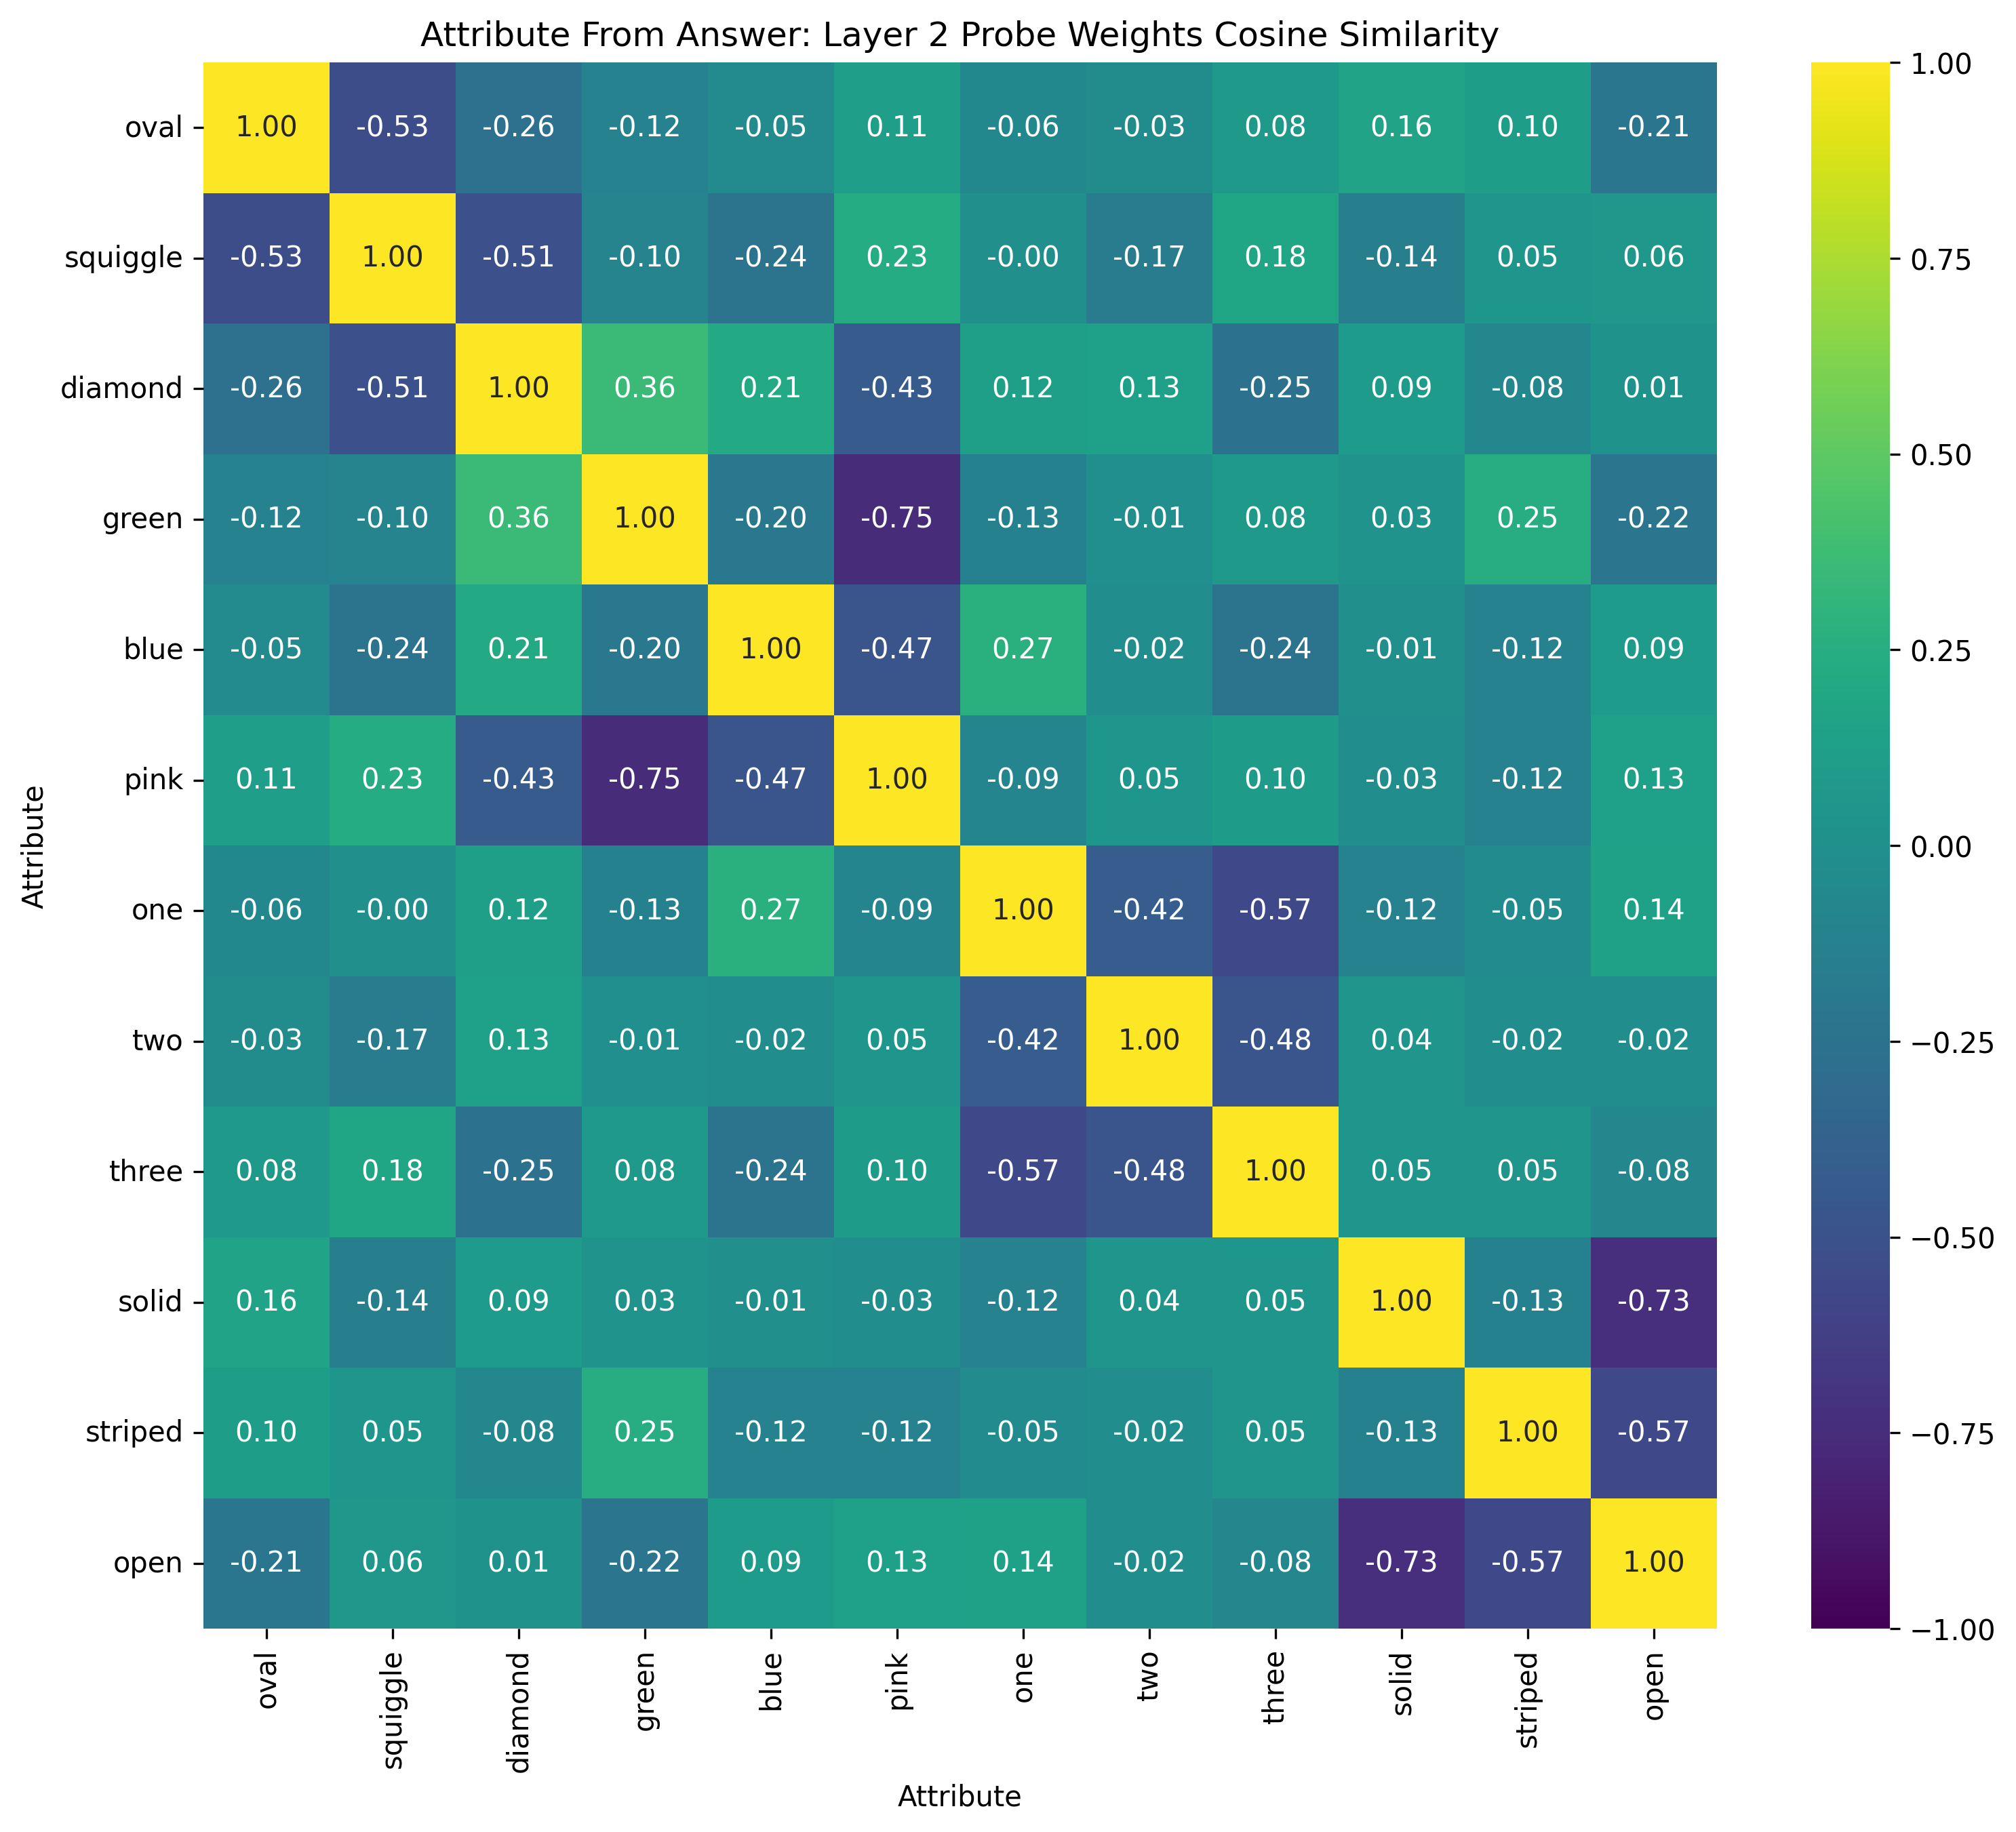 Attribute From Answer: Layer 2 Probe Weights Cosine Similarity
oval 1.00 -0.53 -0.26 -0.12 -0.05 0.11 -0.06 -0.03 0.08 0.16 0.10 -0.21
squiggle -0.53 1.00 -0.51 -0.10 -0.24 0.23 -0.00 -0.17 0.18 -0.14 0.05 0.06
diamond -0.26 -0.51 1.00 0.36 0.21 -0.43 0.12 0.13 -0.25 0.09 -0.08 0.01
green -0.12 -0.10 0.36 1.00 -0.20 -0.75 -0.13 -0.01 0.08 0.03 0.25 -0.22
blue -0.05 -0.24 0.21 -0.20 1.00 -0.47 0.27 -0.02 -0.24 -0.01 -0.12 0.09
pink 0.11 0.23 -0.43 -0.75 -0.47 1.00 -0.09 0.05 0.10 -0.03 -0.12 0.13
one -0.06 -0.00 0.12 -0.13 0.27 -0.09 1.00 -0.42 -0.57 -0.12 -0.05 0.14
two -0.03 -0.17 0.13 -0.01 -0.02 0.05 -0.42 1.00 -0.48 0.04 -0.02 -0.02
three 0.08 0.18 -0.25 0.08 -0.24 0.10 -0.57 -0.48 1.00 0.05 0.05 -0.08
solid 0.16 -0.14 0.09 0.03 -0.01 -0.03 -0.12 0.04 0.05 1.00 -0.13 -0.73
striped 0.10 0.05 -0.08 0.25 -0.12 -0.12 -0.05 -0.02 0.05 -0.13 1.00 -0.57
open -0.21 0.06 0.01 -0.22 0.09 0.13 0.14 -0.02 -0.08 -0.73 -0.57 1.00
oval squiggle diamond green blue pink one two three solid striped open
Attribute
Attribute
1.00
0.75
0.50
0.25
0.00
−0.25
−0.50
−0.75
−1.00